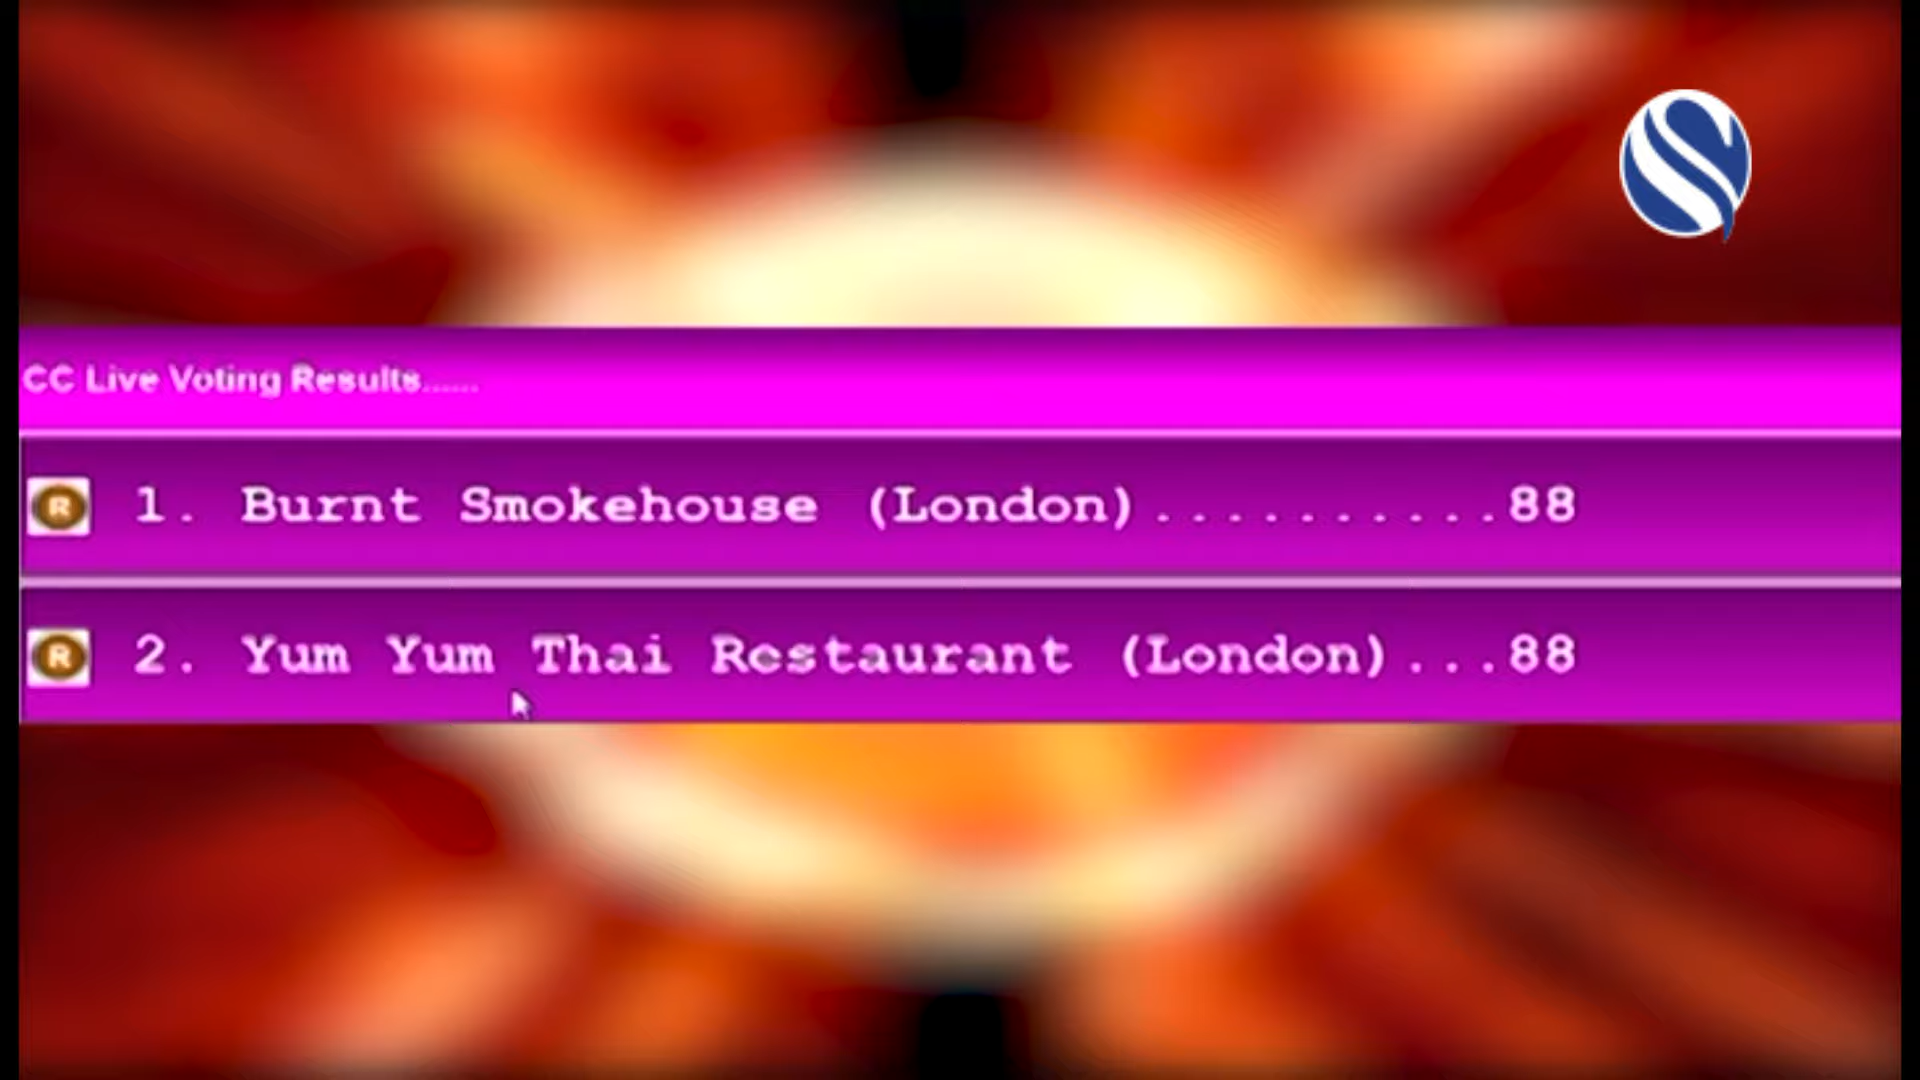 CC Live Voting Results......
R 1. Burnt Smokehouse (London)..........88
R 2. Yum Yum Thai Restaurant (London)...88